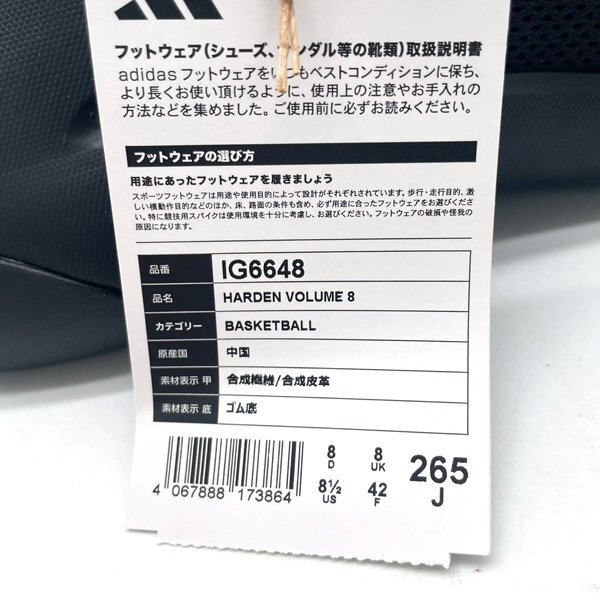 フットウェア(シューズ、サンダル等の靴類)取扱説明書
adidas フットウェアをいつもベストコンディションに保ち、
より長くお使い頂けるように、使用上の注意やお手入れの
方法などを集めました。ご使用前に必ずお読みください。
フットウェアの選び方
用途にあったフットウェアを履きましょう
スポーツフットウェアは用途や使用目的によって設計がそれぞれされています。歩行・走行目的、激
しい横動作目的などのほか、床、路面の条件も含め、必ず用途に合ったフットウェアをお選びくださ
い。特に競技用スパイクは使用環境を十分に考慮し、お選びください。フットウェアの破損や怪我の
原因になります。
品番 IG6648
品名 HARDEN VOLUME 8
カテゴリー BASKETBALL
原産国 中国
素材表示 甲 合成繊維/合成皮革
素材表示 底 ゴム底
8 D 8 UK 265 J
8½ US 42 F
4 067888 173864